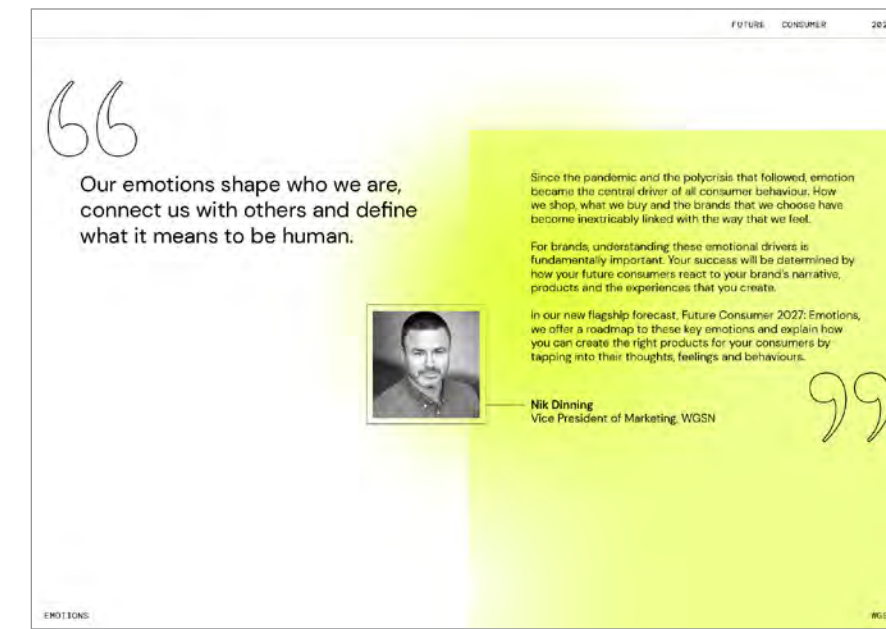 FUTURE CONSUMER
“
Our emotions shape who we are,
connect us with others and define
what it means to be human.
Since the pandemic and the polycrisis that followed, emotion
became the central driver of all consumer behaviour. How
we shop, what we buy and the brands that we choose have
become inextricably linked with the way that we feel.
For brands, understanding these emotional drivers is
fundamentally important. Your success will be determined by
how your future consumers react to your brand's narrative,
products and the experiences that you create.
In our new flagship forecast, Future Consumer 2027: Emotions,
we offer a roadmap to these key emotions and explain how
you can create the right products for your consumers by
tapping into their thoughts, feelings and behaviours.
”
Nik Dinning
Vice President of Marketing, WGSN
EMOTIONS